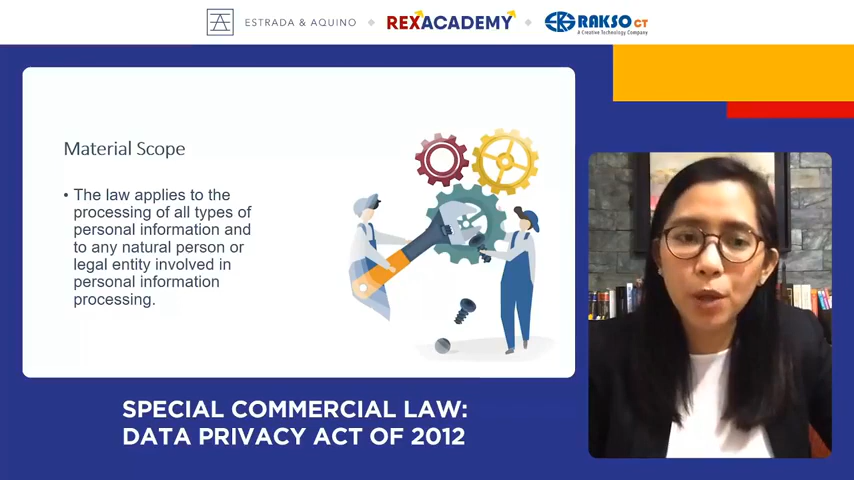 ESTRADA & AQUINO
REXACADEMY
RAKSO CT
A Creative Technology Company
Material Scope
• The law applies to the
processing of all types of
personal information and
to any natural person or
legal entity involved in
personal information
processing.
SPECIAL COMMERCIAL LAW:
DATA PRIVACY ACT OF 2012